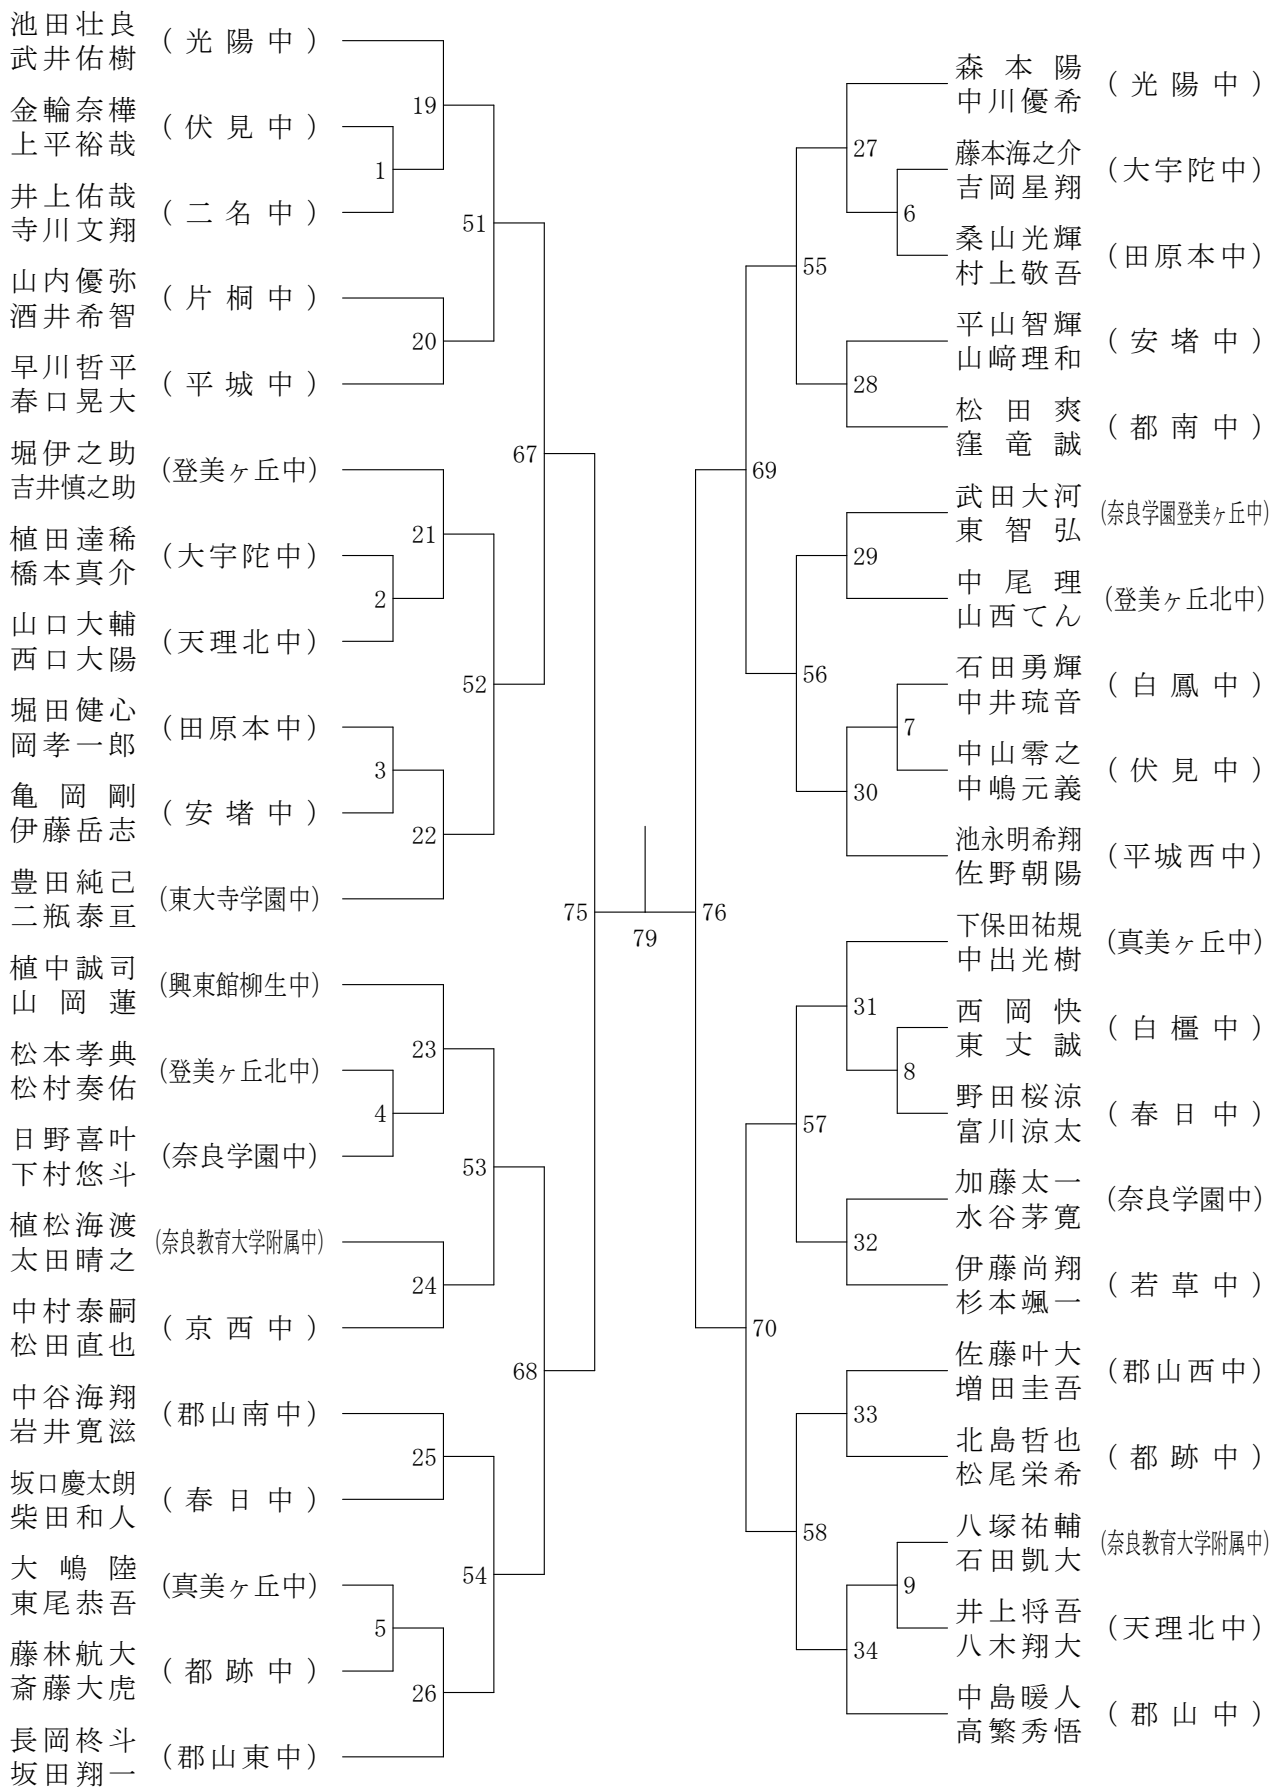 池田壮良
武井佑樹
(光陽中)
金輪奈樺
上平裕哉
(伏見中)
井上佑哉
寺川文翔
(二名中)
山内優弥
酒井希智
(片桐中)
早川哲平
春口晃大
(平城中)
堀伊之助
吉井慎之助
(登美ヶ丘中)
植田達稀
橋本真介
(大宇陀中)
山口大輔
西口大陽
(天理北中)
堀田健心
岡孝一郎
(田原本中)
亀岡剛
伊藤岳志
(安堵中)
豊田純己
二瓶泰亘
(東大寺学園中)
植中誠司
山岡蓮
(興東館柳生中)
松本孝典
松村奏佑
(登美ヶ丘北中)
日野喜叶
下村悠斗
(奈良学園中)
植松海渡
太田晴之
(奈良教育大学附属中)
中村泰嗣
松田直也
(京西中)
中谷海翔
岩井寛滋
(郡山南中)
坂口慶太朗
柴田和人
(春日中)
大嶋陸
東尾恭吾
(真美ヶ丘中)
藤林航大
斎藤大虎
(都跡中)
長岡柊斗
坂田翔一
(郡山東中)
19
1
51
20
67
21
2
52
3
22
75
23
4
53
24
68
25
54
5
26
79
76
27
6
55
28
69
29
56
7
30
31
8
57
32
70
33
58
9
34
森本陽
中川優希
(光陽中)
藤本海之介
吉岡星翔
(大宇陀中)
桑山光輝
村上敬吾
(田原本中)
平山智輝
山﨑理和
(安堵中)
松田爽
窪竜誠
(都南中)
武田大河
東智弘
(奈良学園登美ヶ丘中)
中尾理
山西てん
(登美ヶ丘北中)
石田勇輝
中井琉音
(白鳳中)
中山零之
中嶋元義
(伏見中)
池永明希翔
佐野朝陽
(平城西中)
下保田祐規
中出光樹
(真美ヶ丘中)
西岡快
東丈誠
(白橿中)
野田桜涼
富川涼太
(春日中)
加藤太一
水谷茅寛
(奈良学園中)
伊藤尚翔
杉本颯一
(若草中)
佐藤叶大
増田圭吾
(郡山西中)
北島哲也
松尾栄希
(都跡中)
八塚祐輔
石田凱大
(奈良教育大学附属中)
井上将吾
八木翔大
(天理北中)
中島暖人
高繁秀悟
(郡山中)